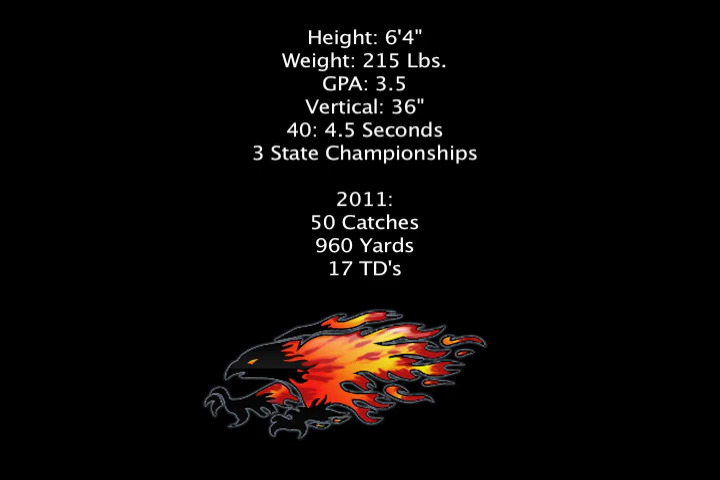 Height: 6'4"
Weight: 215 Lbs.
GPA: 3.5
Vertical: 36"
40: 4.5 Seconds
3 State Championships
2011:
50 Catches
960 Yards
17 TD's